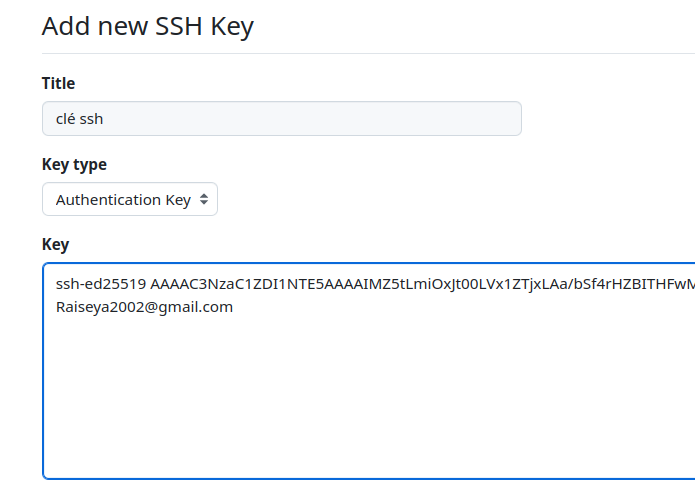 Add new SSH Key
Title
clé ssh
Key type
Authentication Key
Key
ssh-ed25519 AAAAC3NzaC1ZDI1NTE5AAAAIMZ5tLmiOxJt00LVx1ZTjxLAa/bSf4rHZBITHFwM
Raiseya2002@gmail.com